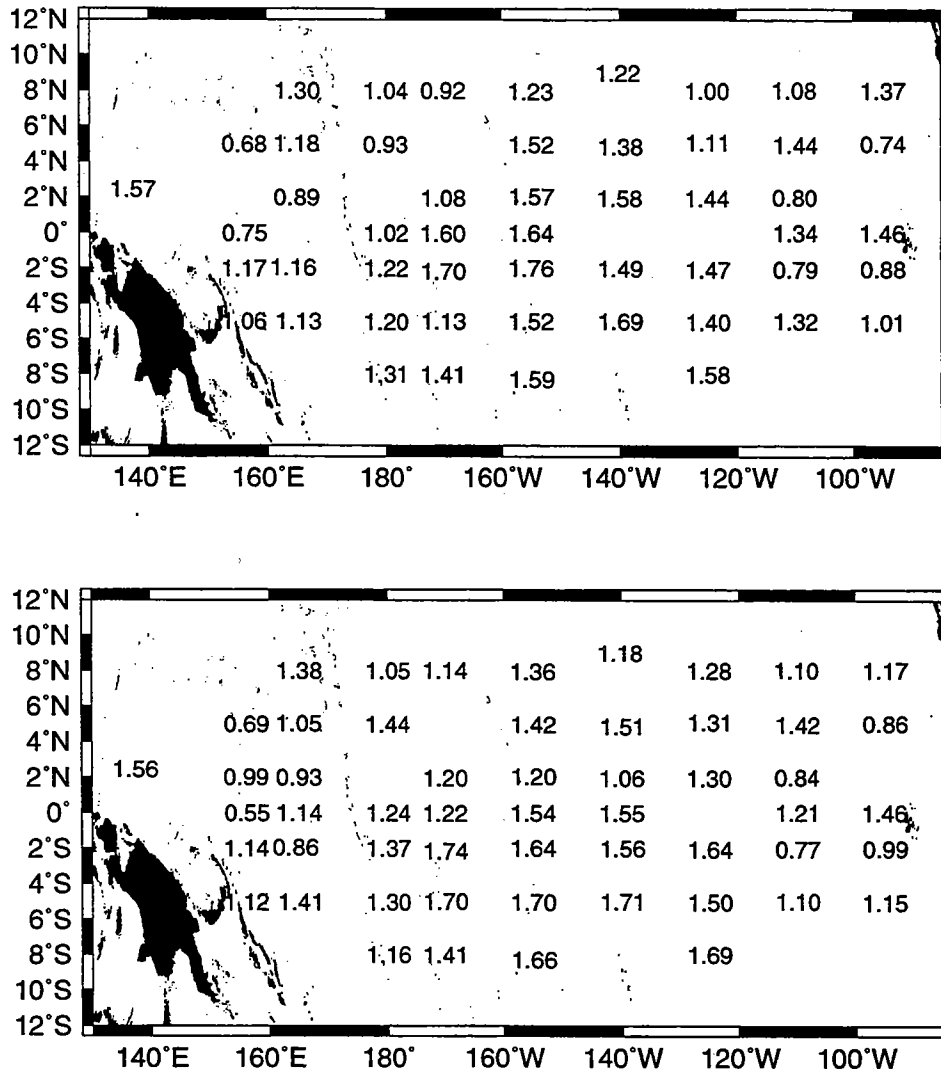 12˚N
10˚N
1.22
8˚N 1.30 1.04 0.92 1.23 1.00 1.08 1.37
6˚N
0.68 1.18 0.93 1.52 1.38 1.11 1.44 0.74
4˚N
1.57
2˚N 0.89 1.08 1.57 1.58 1.44 0.80
0˚ 0.75 1.02 1.60 1.64 1.34 1.46
2˚S 1.17 1.16 1.22 1.70 1.76 1.49 1.47 0.79 0.88
4˚S
1.06 1.13 1.20 1.13 1.52 1.69 1.40 1.32 1.01
6˚S
8˚S 1.31 1.41 1.59 1.58
10˚S
12˚S
140˚E 160˚E 180˚ 160˚W 140˚W 120˚W 100˚W
12˚N
10˚N
1.18
8˚N 1.38 1.05 1.14 1.36 1.28 1.10 1.17
6˚N
0.69 1.05 1.44 1.42 1.51 1.31 1.42 0.86
4˚N
1.56
2˚N 0.99 0.93 1.20 1.20 1.06 1.30 0.84
0˚ 0.55 1.14 1.24 1.22 1.54 1.55 1.21 1.46
2˚S 1.14 0.86 1.37 1.74 1.64 1.56 1.64 0.77 0.99
4˚S
1.12 1.41 1.30 1.70 1.70 1.71 1.50 1.10 1.15
6˚S
8˚S 1.16 1.41 1.66 1.69
10˚S
12˚S
140˚E 160˚E 180˚ 160˚W 140˚W 120˚W 100˚W